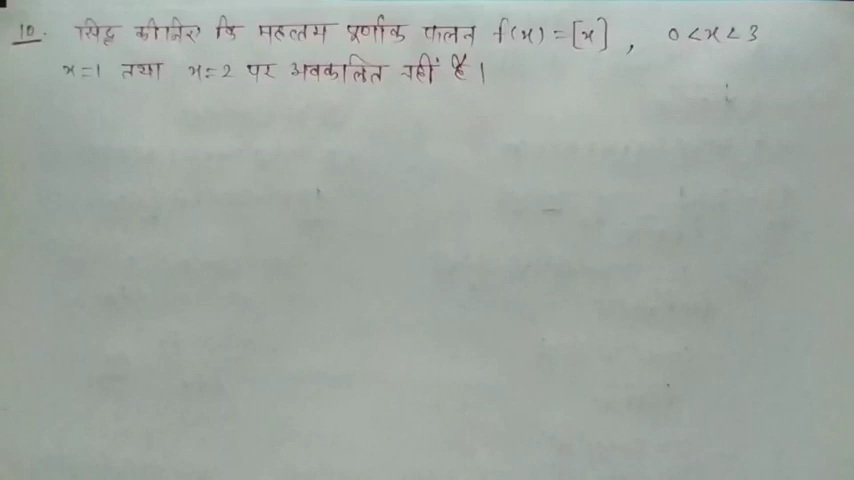 10. सिद्ध कीजिए कि महत्तम पूर्णांक फलन f(x) = [x], 0 < x < 3
x = 1 तथा x = 2 पर अवकलित नहीं है।